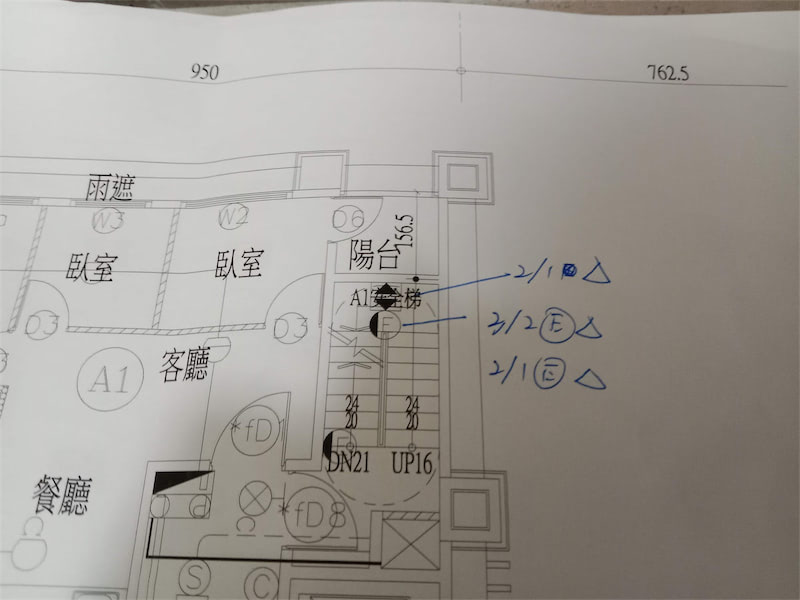 950
762.5
雨遮
W3
W2
D6
156.5
臥室
臥室
陽台
2/1
△
A1安全梯
D3
D3
E
3/2 Ⓔ △
A1
客廳
2/1 Ⓔ △
24
20
24
20
*fD1
DN21
UP16
餐廳
d
*fD8
S
C